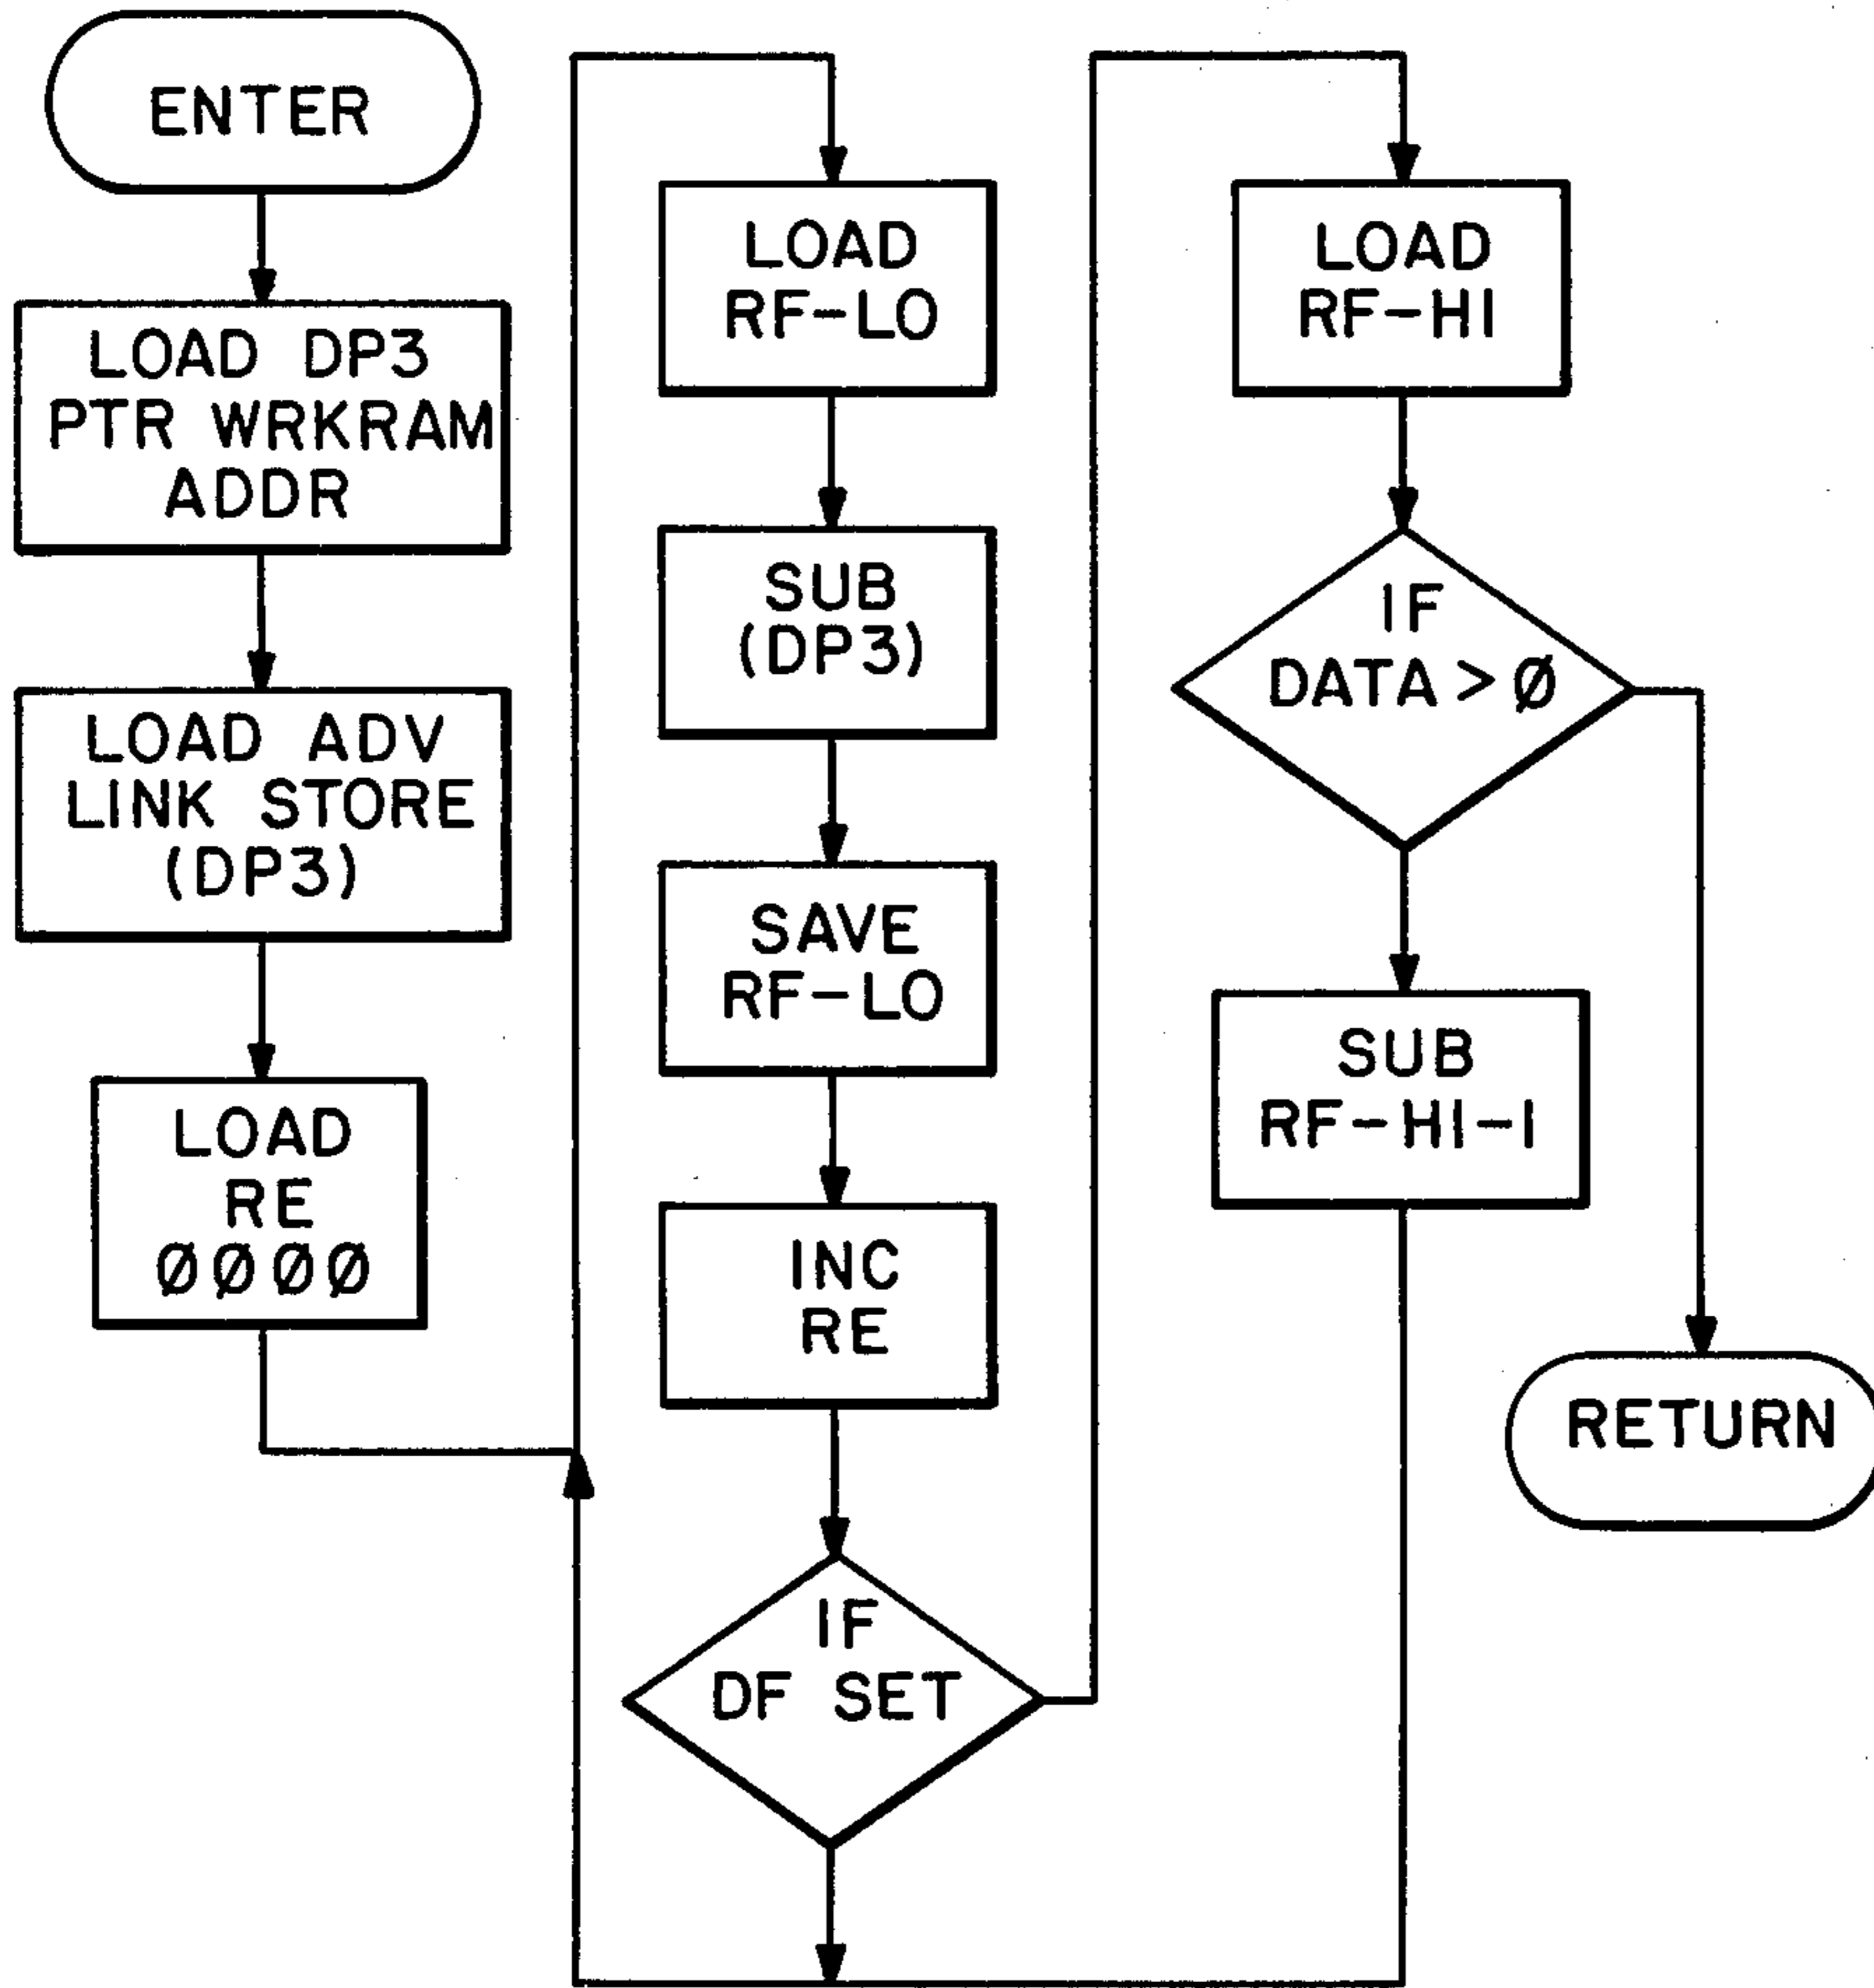 ENTER
LOAD DP3
PTR WRKRAM
ADDR
LOAD ADV
LINK STORE
(DP3)
LOAD
RE
ØØØØ
LOAD
RF-LO
SUB
(DP3)
SAVE
RF-LO
INC
RE
IF
DF SET
LOAD
RF-HI
IF
DATA > Ø
SUB
RF-HI-I
RETURN